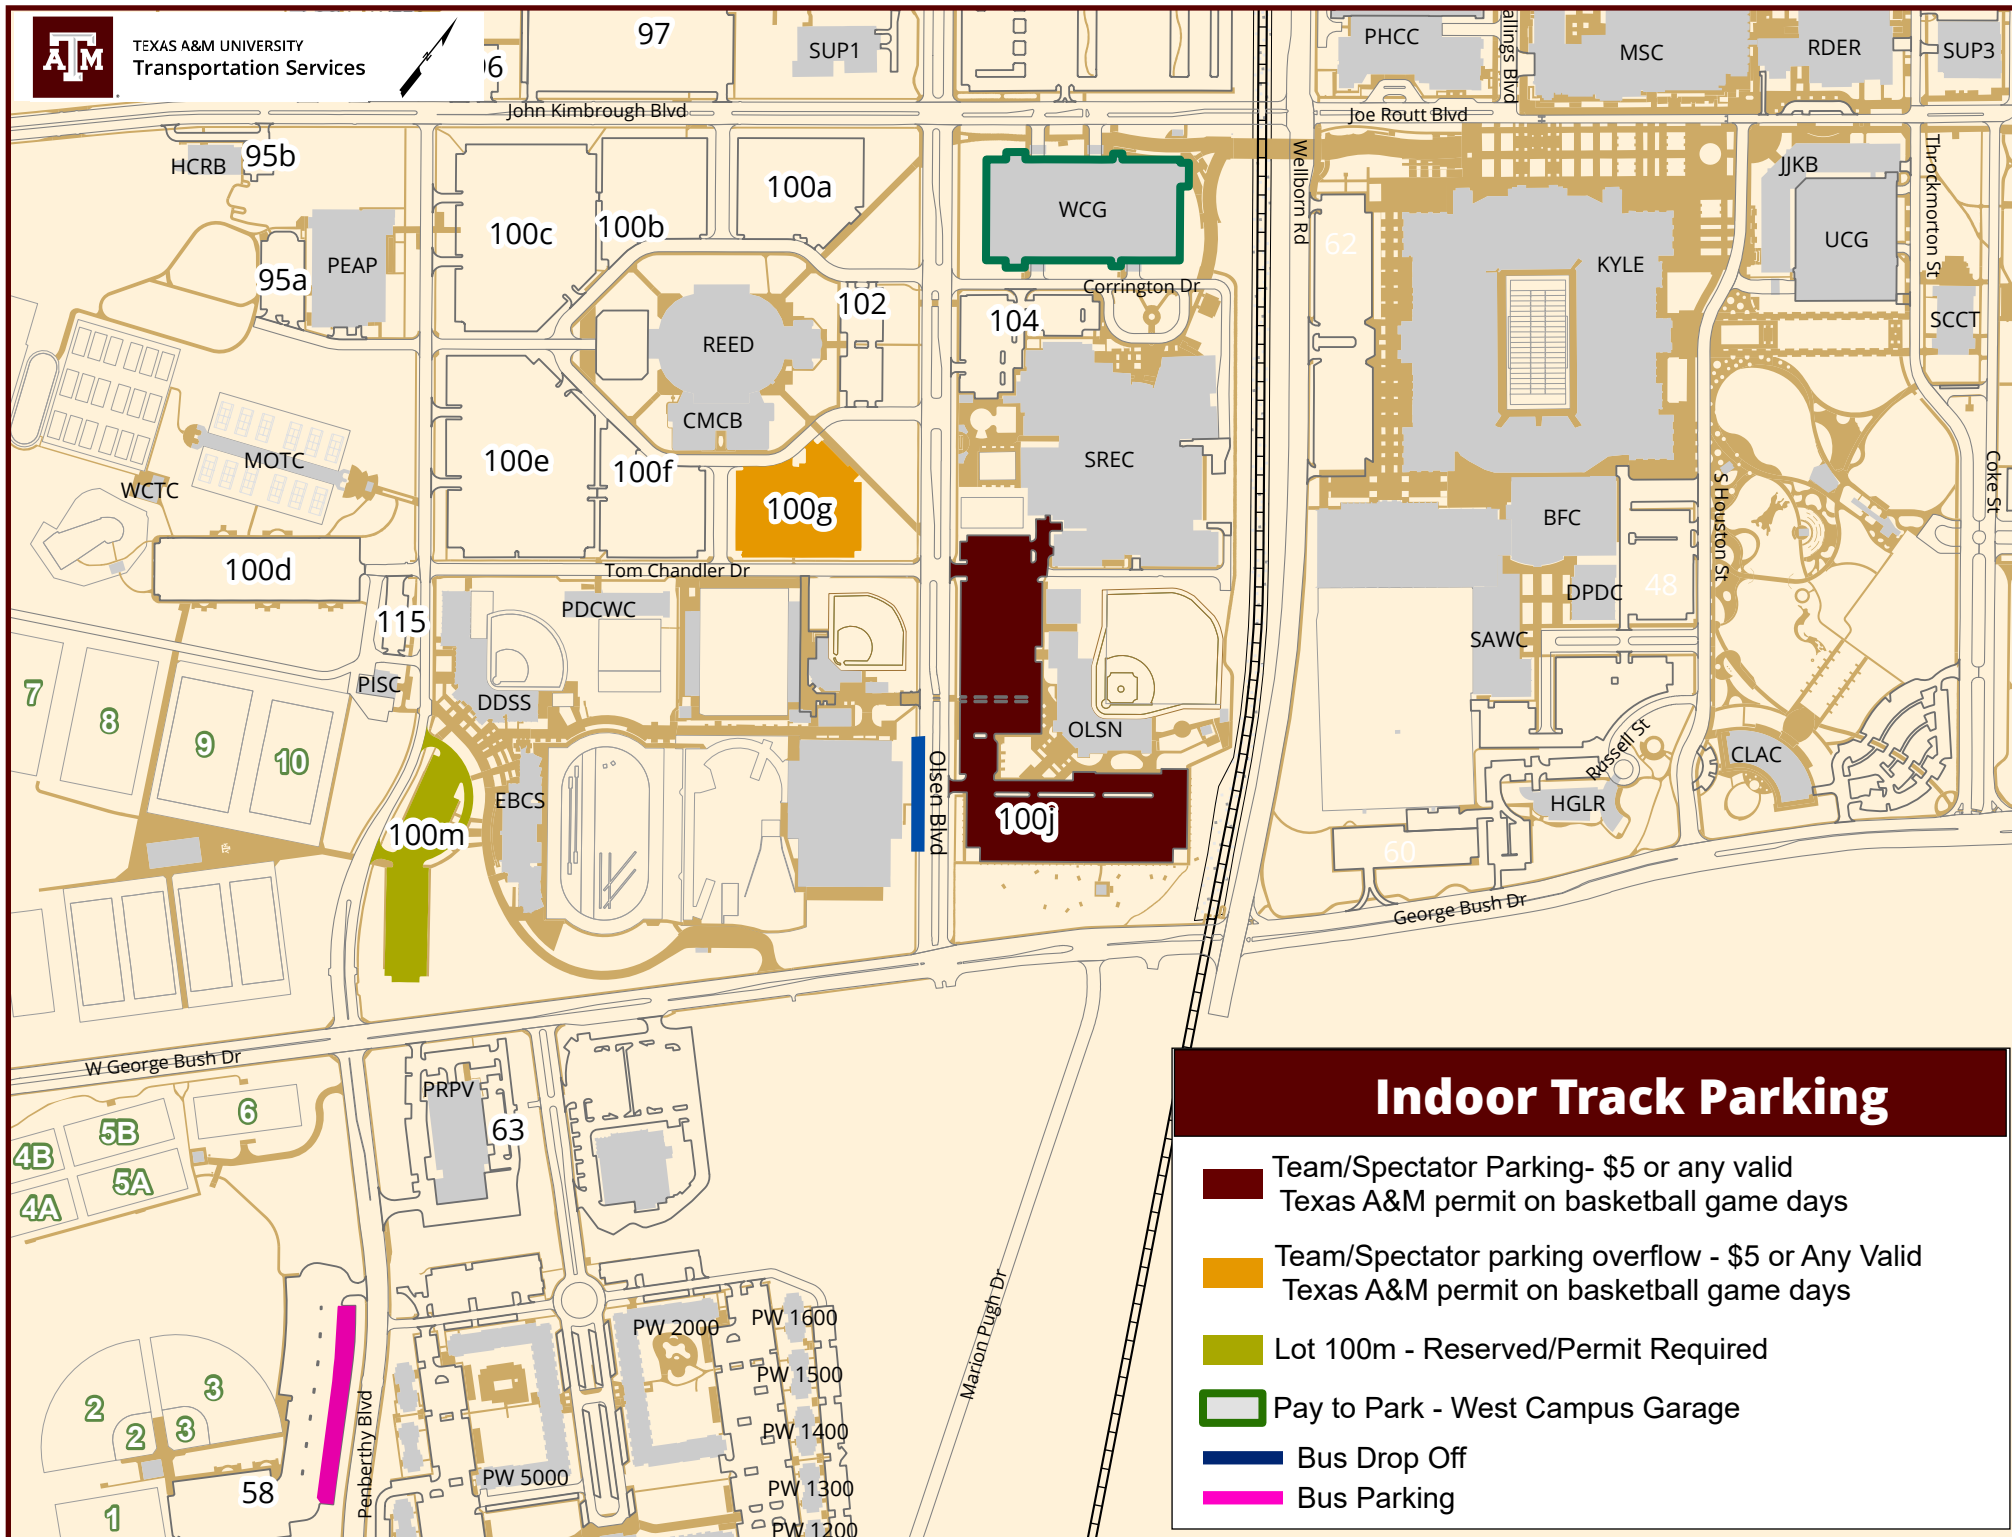 TEXAS A&M UNIVERSITY
Transportation Services
A|M
96
97
SUP1
PHCC
MSC
RDER
SUP3
John Kimbrough Blvd
Joe Routt Blvd
HCRB
95b
100c
100b
100a
WCG
Wellborn Rd
62
KYLE
JJKB
UCG
Throckmorton St
SCCT
95a
PEAP
REED
102
Corrington Dr
104
CMCB
SREC
MOTC
WCTC
100e
100f
100g
100d
BFC
S Houston St
Coke St
Tom Chandler Dr
115
PDCWC
DPDC
48
SAWC
PISC
DDSS
OLSN
7
8
9
10
Olsen Blvd
Russell St
CLAC
EBCS
100m
100j
HGLR
60
George Bush Dr
W George Bush Dr
PRPV
63
6
5B
4B
5A
4A
Marion Pugh Dr
PW 1600
PW 2000
PW 1500
PW 1400
PW 5000
PW 1300
PW 1200
Penberthy Blvd
2
3
2
3
58
1
Indoor Track Parking
Team/Spectator Parking- $5 or any valid
Texas A&M permit on basketball game days
Team/Spectator parking overflow - $5 or Any Valid
Texas A&M permit on basketball game days
Lot 100m - Reserved/Permit Required
Pay to Park - West Campus Garage
Bus Drop Off
Bus Parking